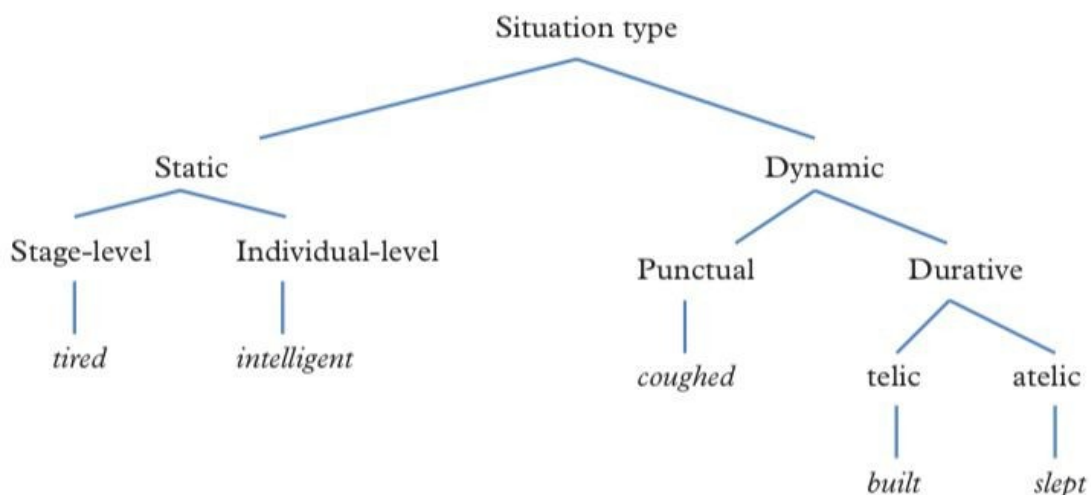 Situation type
Static Dynamic
Stage-level Individual-level
Punctual Durative
tired intelligent
coughed telic atelic
built slept